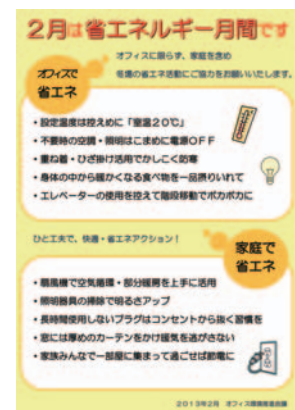 2月は省エネルギー月間です
オフィスに限らず、家庭を含め
冬季の省エネ活動にご協力をお願いいたします。
オフィスで
省エネ
・設定温度は控えめに「室温20℃」
・不要時の空調・照明はこまめに電源OFF
・重ね着・ひざ掛け活用でかしこく防寒
・身体の中から暖かくなる食べ物を一品摂りいれて
・エレベーターの使用を控えて階段移動でポカポカに
ひと工夫で、快適・省エネアクション！
家庭で
省エネ
・扇風機で空気循環・部分暖房を上手に活用
・照明器具の掃除で明るさアップ
・長時間使用しないプラグはコンセントから抜く習慣を
・窓には厚めのカーテンをかけ暖気を逃がさない
・家族みんなで一部屋に集まって過ごせば節電に
2013年2月 オフィス環境